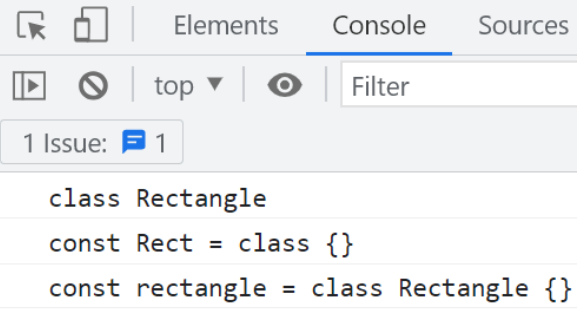 Elements Console Sources
top Filter
1 Issue: 1
class Rectangle
const Rect = class {}
const rectangle = class Rectangle {}